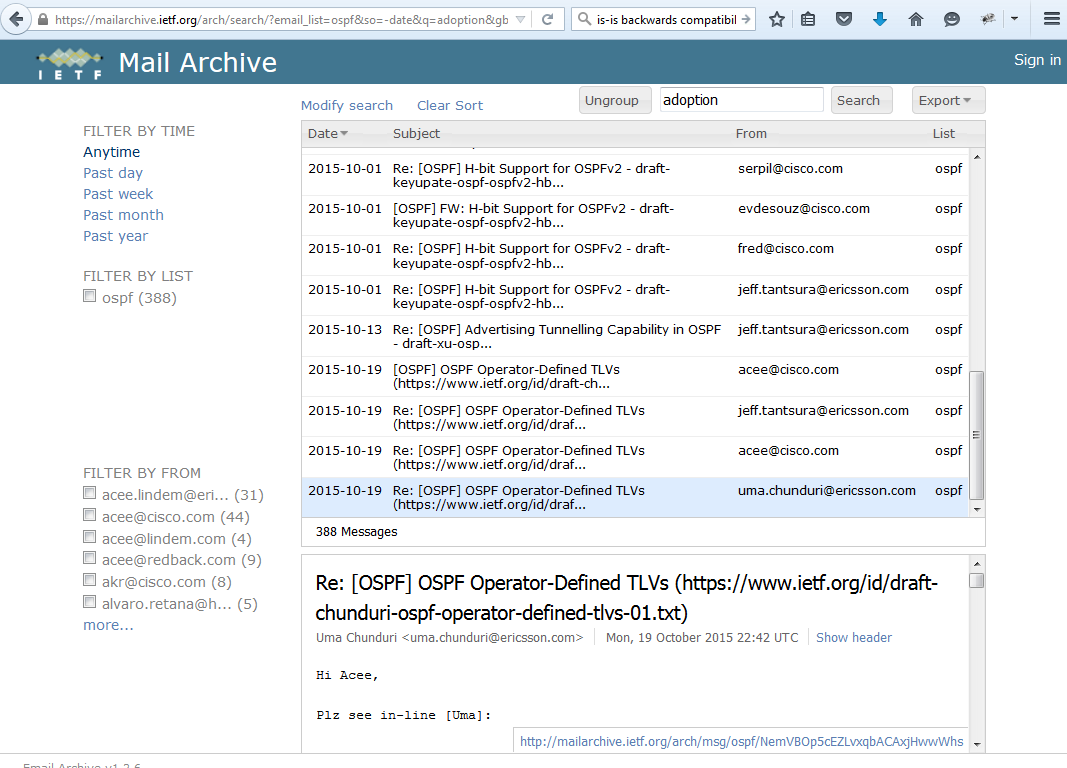 https://mailarchive.ietf.org/arch/search/?email_list=ospf&so=-date&q=adoption&gb
is-is backwards compatibil
IETF Mail Archive
Sign in
Modify search Clear Sort Ungroup adoption Search Export
FILTER BY TIME
Anytime
Past day
Past week
Past month
Past year
FILTER BY LIST
ospf (388)
FILTER BY FROM
acee.lindem@eri... (31)
acee@cisco.com (44)
acee@lindem.com (4)
acee@redback.com (9)
akr@cisco.com (8)
alvaro.retana@h... (5)
more...
Date Subject From List
2015-10-01 Re: [OSPF] H-bit Support for OSPFv2 - draft- serpil@cisco.com ospf
keyupate-ospf-ospfv2-hb...
2015-10-01 [OSPF] FW: H-bit Support for OSPFv2 - draft- evdesouz@cisco.com ospf
keyupate-ospf-ospfv2-hb...
2015-10-01 Re: [OSPF] H-bit Support for OSPFv2 - draft- fred@cisco.com ospf
keyupate-ospf-ospfv2-hb...
2015-10-01 Re: [OSPF] H-bit Support for OSPFv2 - draft- jeff.tantsura@ericsson.com ospf
keyupate-ospf-ospfv2-hb...
2015-10-13 Re: [OSPF] Advertising Tunnelling Capability in OSPF jeff.tantsura@ericsson.com ospf
- draft-xu-osp...
2015-10-19 [OSPF] OSPF Operator-Defined TLVs acee@cisco.com ospf
(https://www.ietf.org/id/draft-ch...
2015-10-19 Re: [OSPF] OSPF Operator-Defined TLVs jeff.tantsura@ericsson.com ospf
(https://www.ietf.org/id/draf...
2015-10-19 Re: [OSPF] OSPF Operator-Defined TLVs acee@cisco.com ospf
(https://www.ietf.org/id/draf...
2015-10-19 Re: [OSPF] OSPF Operator-Defined TLVs uma.chunduri@ericsson.com ospf
(https://www.ietf.org/id/draf...
388 Messages
Re: [OSPF] OSPF Operator-Defined TLVs (https://www.ietf.org/id/draft-
chunduri-ospf-operator-defined-tlvs-01.txt)
Uma Chunduri <uma.chunduri@ericsson.com> Mon, 19 October 2015 22:42 UTC Show header
Hi Acee,
Plz see in-line [Uma]:
http://mailarchive.ietf.org/arch/msg/ospf/NemVBOp5cEZLvxqbACAxjHwwWhs
Email Archive v1.2.6